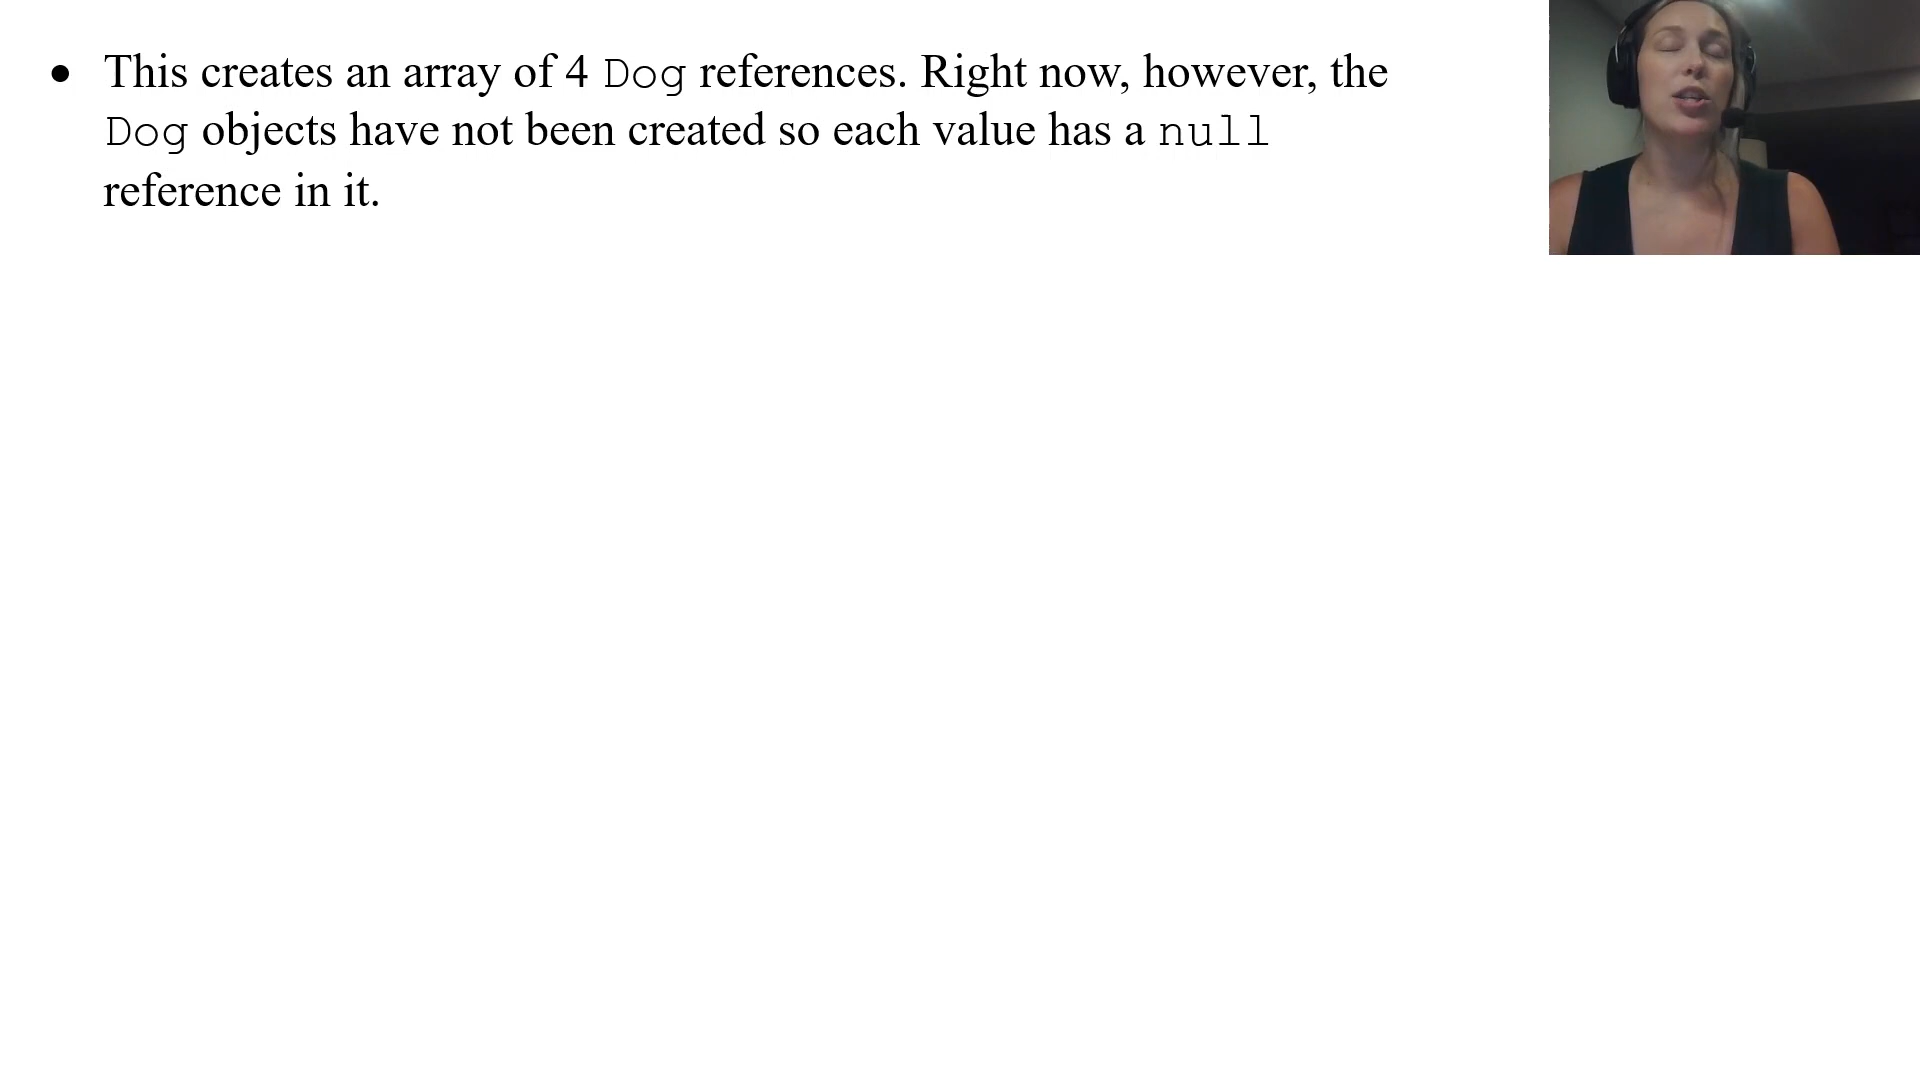 ● This creates an array of 4 Dog references. Right now, however, the
Dog objects have not been created so each value has a null
reference in it.